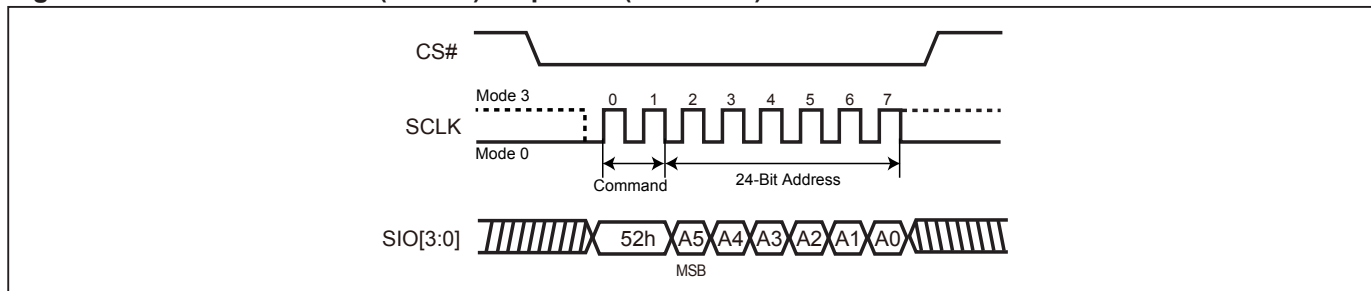 CS#
Mode 3
0 1 2 3 4 5 6 7
SCLK
Mode 0
Command
24-Bit Address
SIO[3:0]
52h A5 A4 A3 A2 A1 A0
MSB